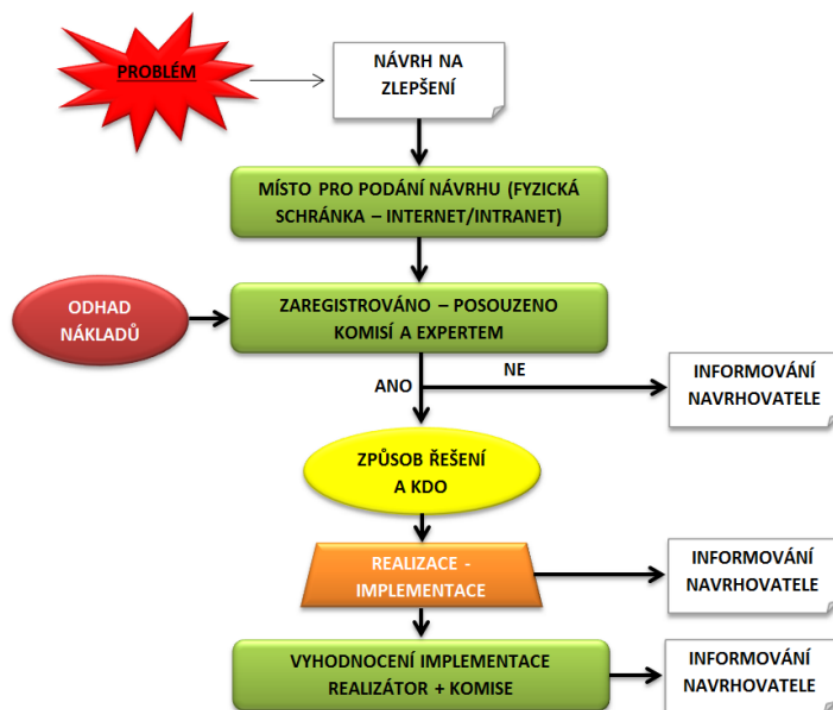 PROBLÉM
NÁVRH NA
ZLEPŠENÍ
MÍSTO PRO PODÁNÍ NÁVRHU (FYZICKÁ
SCHRÁNKA – INTERNET/INTRANET)
ODHAD
NÁKLADŮ
ZAREGISTROVÁNO – POSOUZENO
KOMISÍ A EXPERTEM
ANO
NE
INFORMOVÁNÍ
NAVRHOVATELE
ZPŮSOB ŘEŠENÍ
A KDO
REALIZACE -
IMPLEMENTACE
INFORMOVÁNÍ
NAVRHOVATELE
VYHODNOCENÍ IMPLEMENTACE
REALIZÁTOR + KOMISE
INFORMOVÁNÍ
NAVRHOVATELE